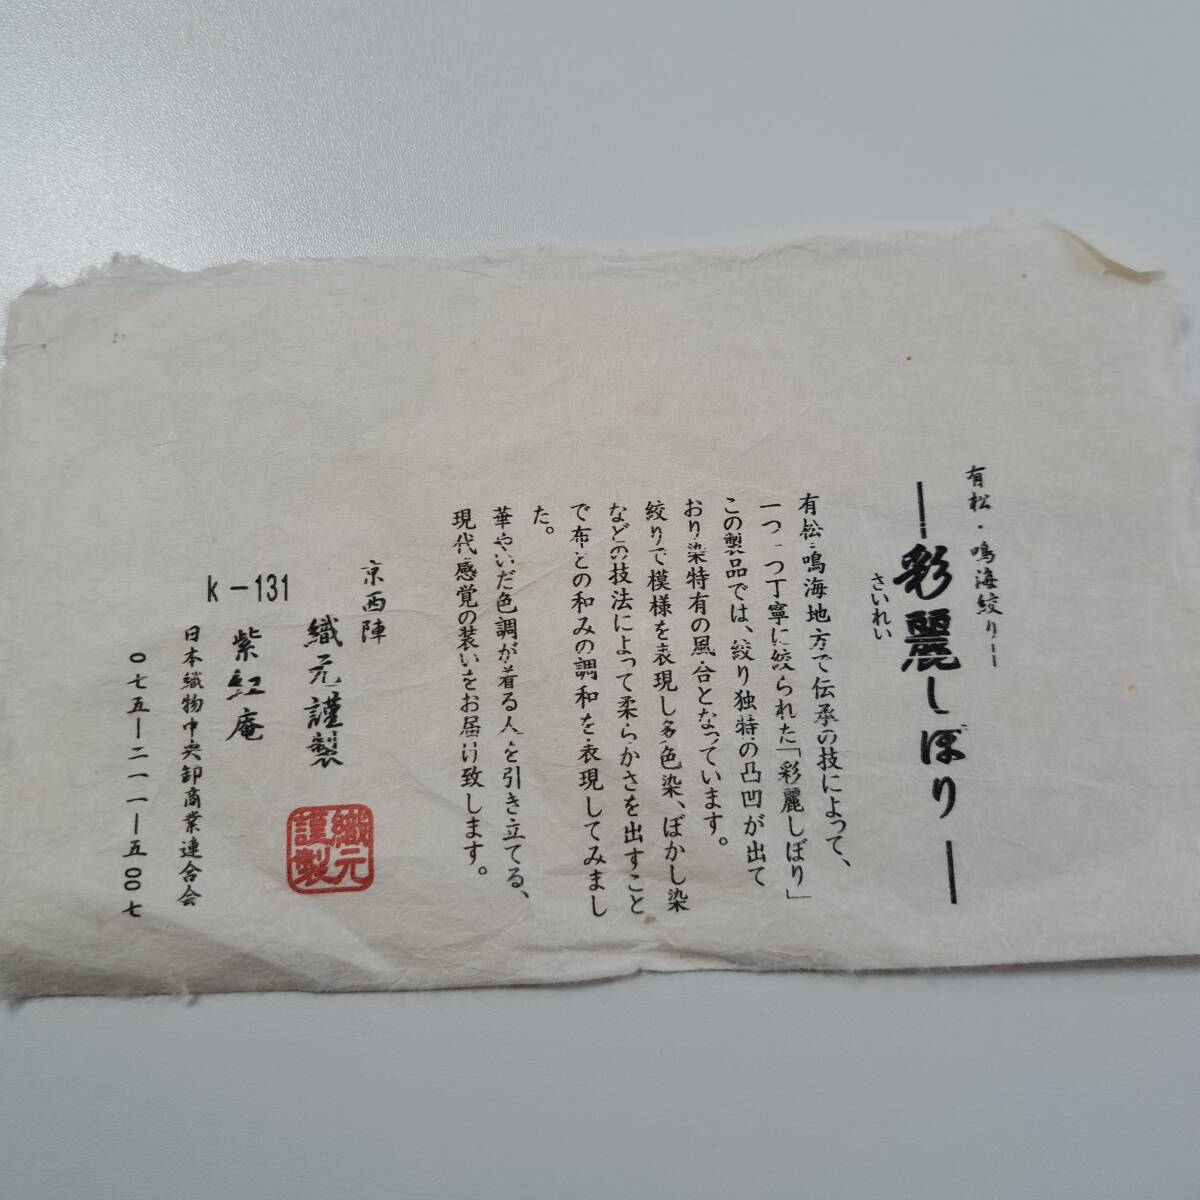 有松・鳴海絞り
―彩麗しぼり―
さいれい
有松・鳴海地方で伝承の技によって、
一つ一つ丁寧に絞られた「彩麗しぼり」
この製品では、絞り独特の凸凹が出て
おり染特有の風合となっています。
絞りで模様を表現し多色染、ぼかし染
などの技法によって柔らかさを出すこと
で布との和みの調和を表現してみまし
た。
華やいだ色調が着る人を引き立てる、
現代感覚の装いをお届け致します。
京西陣
織元謹製
織元謹製
k-131
紫紅庵
日本織物中央卸商業連合会
〇七五―二一一―五〇〇七